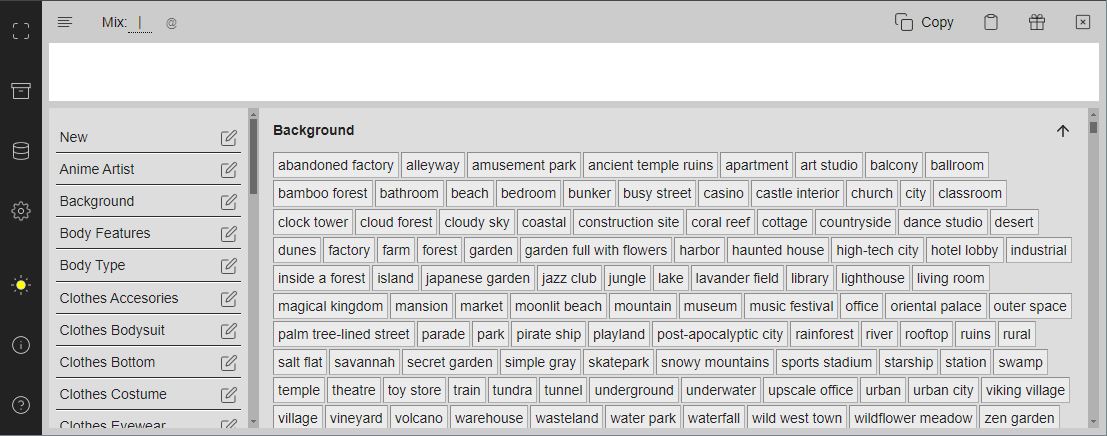 Mix: | @ Copy
New
Anime Artist
Background
Body Features
Body Type
Clothes Accesories
Clothes Bodysuit
Clothes Bottom
Clothes Costume
Clothes Eyewear
Background
abandoned factory alleyway amusement park ancient temple ruins apartment art studio balcony ballroom
bamboo forest bathroom beach bedroom bunker busy street casino castle interior church city classroom
clock tower cloud forest cloudy sky coastal construction site coral reef cottage countryside dance studio desert
dunes factory farm forest garden garden full with flowers harbor haunted house high-tech city hotel lobby industrial
inside a forest island japanese garden jazz club jungle lake lavander field library lighthouse living room
magical kingdom mansion market moonlit beach mountain museum music festival office oriental palace outer space
palm tree-lined street parade park pirate ship playland post-apocalyptic city rainforest river rooftop ruins rural
salt flat savannah secret garden simple gray skatepark snowy mountains sports stadium starship station swamp
temple theatre toy store train tundra tunnel underground underwater upscale office urban urban city viking village
village vineyard volcano warehouse wasteland water park waterfall wild west town wildflower meadow zen garden